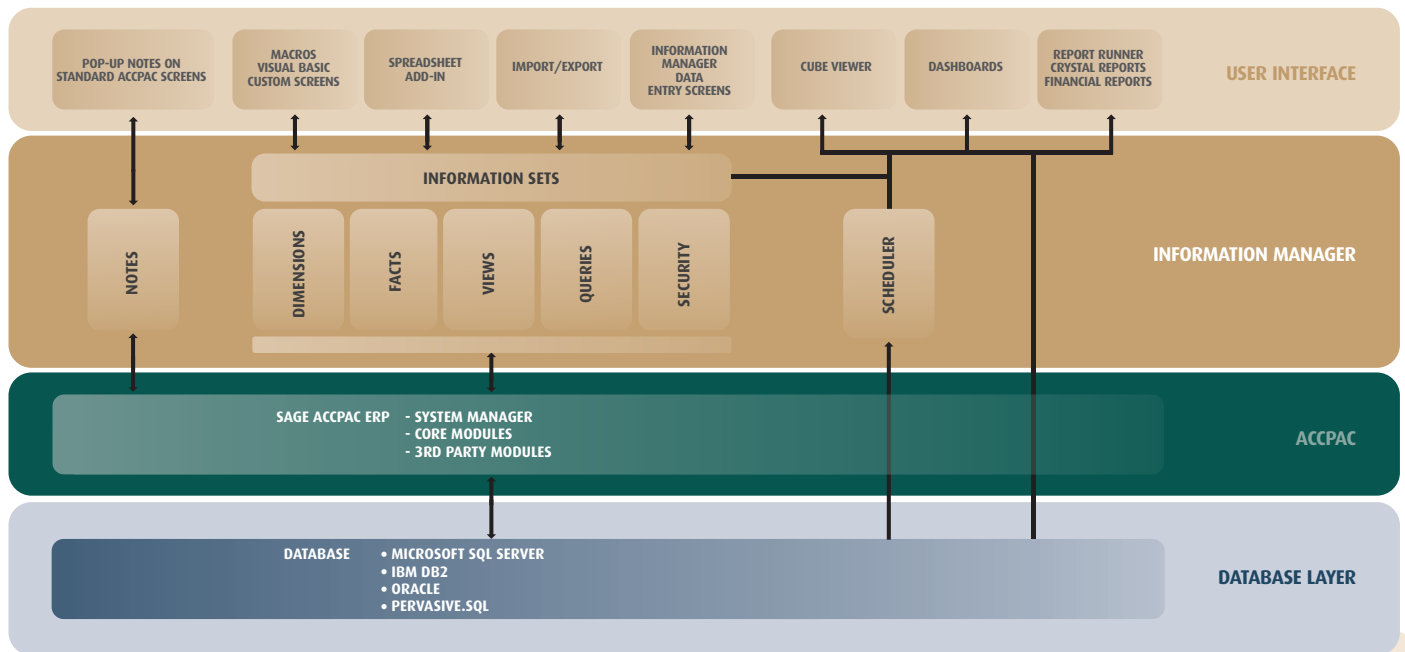 POP-UP NOTES ON
STANDARD ACCPAC SCREENS
MACROS
VISUAL BASIC
CUSTOM SCREENS
SPREADSHEET
ADD-IN
IMPORT/EXPORT
INFORMATION
MANAGER
DATA
ENTRY SCREENS
CUBE VIEWER
DASHBOARDS
REPORT RUNNER
CRYSTAL REPORTS
FINANCIAL REPORTS
USER INTERFACE
INFORMATION SETS
NOTES
DIMENSIONS
FACTS
VIEWS
QUERIES
SECURITY
SCHEDULER
INFORMATION MANAGER
SAGE ACCPAC ERP - SYSTEM MANAGER
- CORE MODULES
- 3RD PARTY MODULES
ACCPAC
DATABASE • MICROSOFT SQL SERVER
• IBM DB2
• ORACLE
• PERVASIVE.SQL
DATABASE LAYER